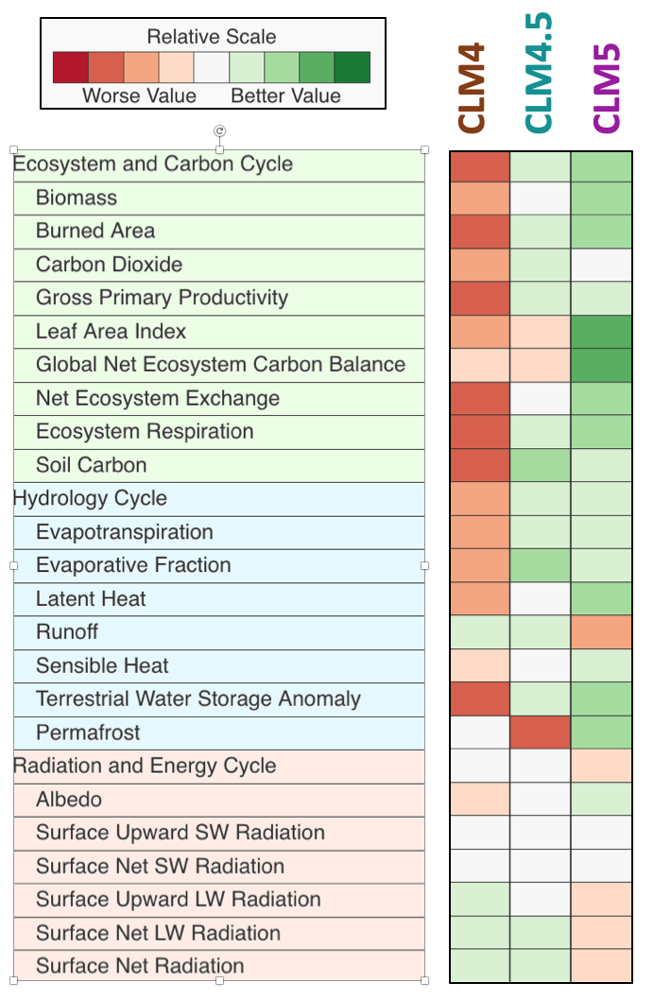 Relative Scale
Worse Value Better Value
CLM4
CLM4.5
CLM5
Ecosystem and Carbon Cycle
Biomass
Burned Area
Carbon Dioxide
Gross Primary Productivity
Leaf Area Index
Global Net Ecosystem Carbon Balance
Net Ecosystem Exchange
Ecosystem Respiration
Soil Carbon
Hydrology Cycle
Evapotranspiration
Evaporative Fraction
Latent Heat
Runoff
Sensible Heat
Terrestrial Water Storage Anomaly
Permafrost
Radiation and Energy Cycle
Albedo
Surface Upward SW Radiation
Surface Net SW Radiation
Surface Upward LW Radiation
Surface Net LW Radiation
Surface Net Radiation